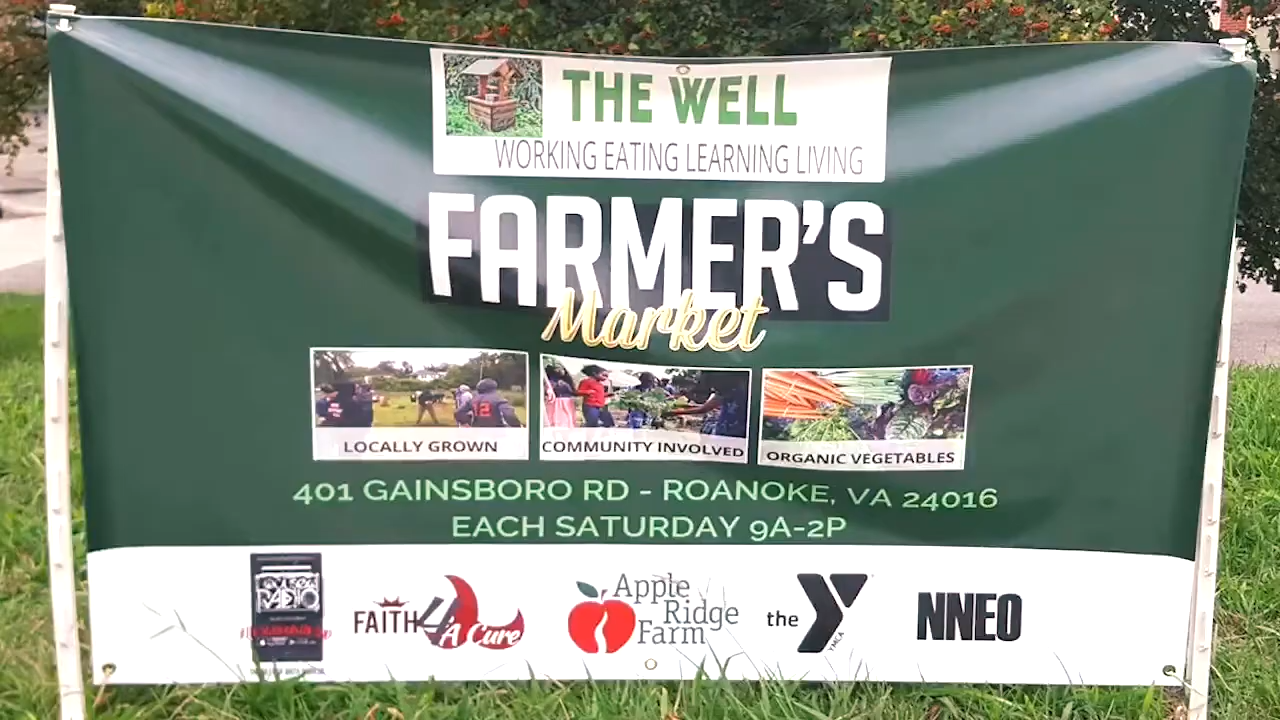 THE WELL
WORKING EATING LEARNING LIVING
FARMER'S
Market
12
LOCALLY GROWN
COMMUNITY INVOLVED
ORGANIC VEGETABLES
401 GAINSBORO RD - ROANOKE, VA 24016
EACH SATURDAY 9A-2P
RADIO
FAITH 4
A Cure
Apple
Ridge
Farm
the Y
YMCA
NNEO